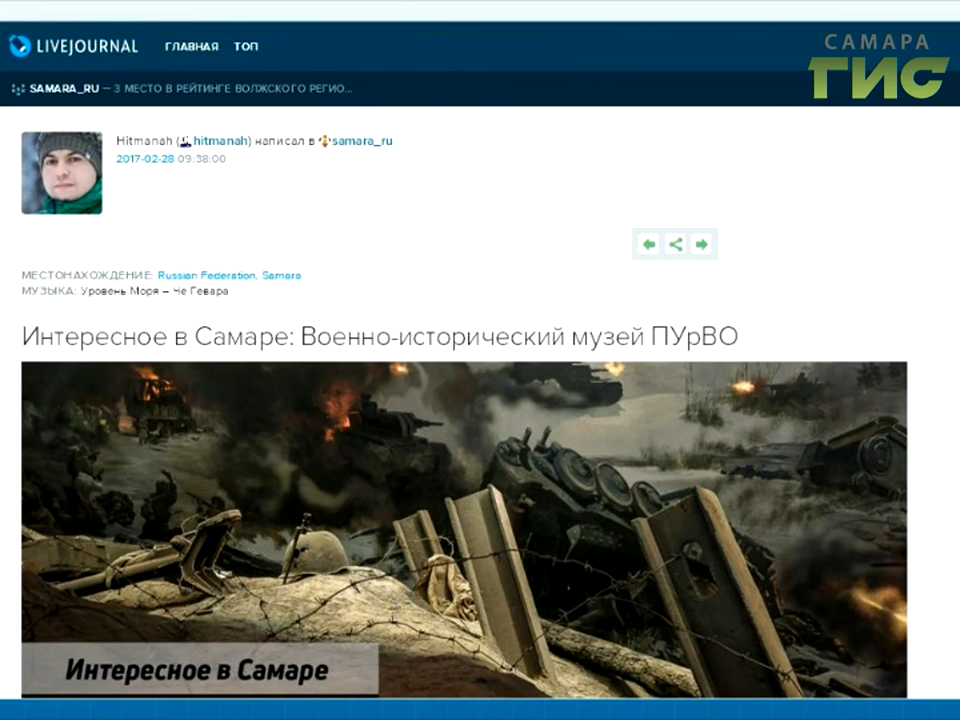 LIVEJOURNAL ГЛАВНАЯ ТОП
САМАРА
ГИС
SAMARA_RU — 3 МЕСТО В РЕЙТИНГЕ ВОЛЖСКОГО РЕГИО...
Hitmanah (hitmanah) написал в samara_ru
2017-02-28 09:38:00
МЕСТОНАХОЖДЕНИЕ: Russian Federation, Samara
МУЗЫКА: Уровень Моря – Че Гевара
Интересное в Самаре: Военно-исторический музей ПУрВО
Интересное в Самаре